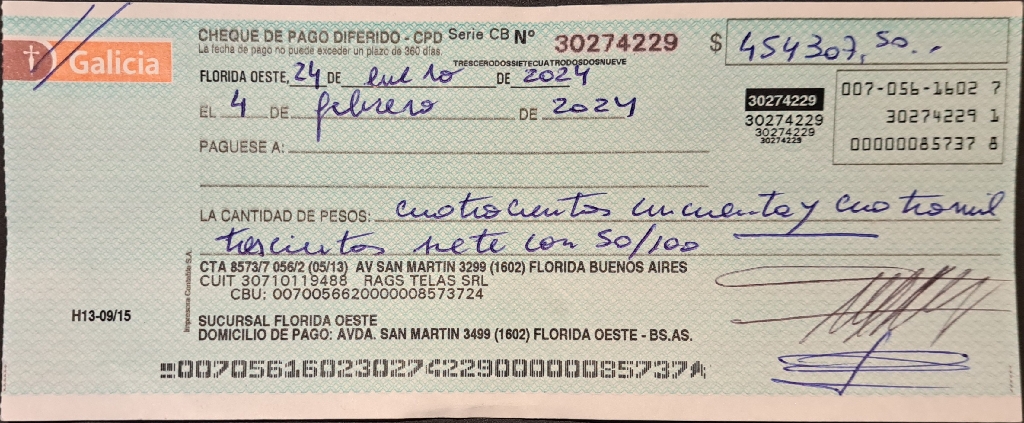 Galicia
CHEQUE DE PAGO DIFERIDO - CPD Serie CB Nº 30274229 $ 454307,50.-
La fecha de pago no puede exceder un plazo de 360 días.
TRESCERODOSSIETECUATRODOSDOSNUEVE
FLORIDA OESTE, 24 DE enero DE 2024
EL 4 DE febrero DE 2024
30274229
30274229
30274229
30274229
007-056-1602 7
30274229 1
00000085737 8
PAGUESE A:
LA CANTIDAD DE PESOS: cuatrocientos cincuenta y cuatro mil
trescientos siete con 50/100
CTA 8573/7 056/2 (05/13) AV SAN MARTIN 3299 (1602) FLORIDA BUENOS AIRES
CUIT 30710119488 RAGS TELAS SRL
CBU: 0070056620000008573724
Impresora Contable S.A.
H13-09/15
SUCURSAL FLORIDA OESTE
DOMICILIO DE PAGO: AVDA. SAN MARTIN 3499 (1602) FLORIDA OESTE - BS.AS.
00705616023027422900000085737